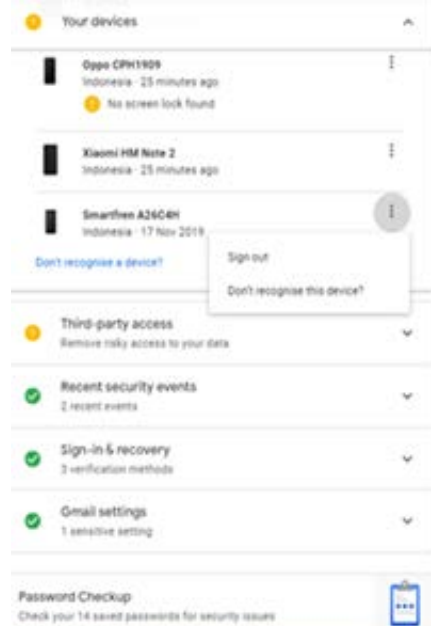 Your devices
Oppo CPH1909
Indonesia · 25 minutes ago
No screen lock found
Xiaomi HM Note 2
Indonesia · 25 minutes ago
Smartfren A26C4H
Indonesia · 17 Nov 2019
Don't recognise a device?
Sign out
Don't recognise this device?
Third-party access
Remove risky access to your data
Recent security events
2 recent events
Sign-in & recovery
3 verification methods
Gmail settings
1 sensitive setting
Password Checkup
Check your 14 saved passwords for security issues